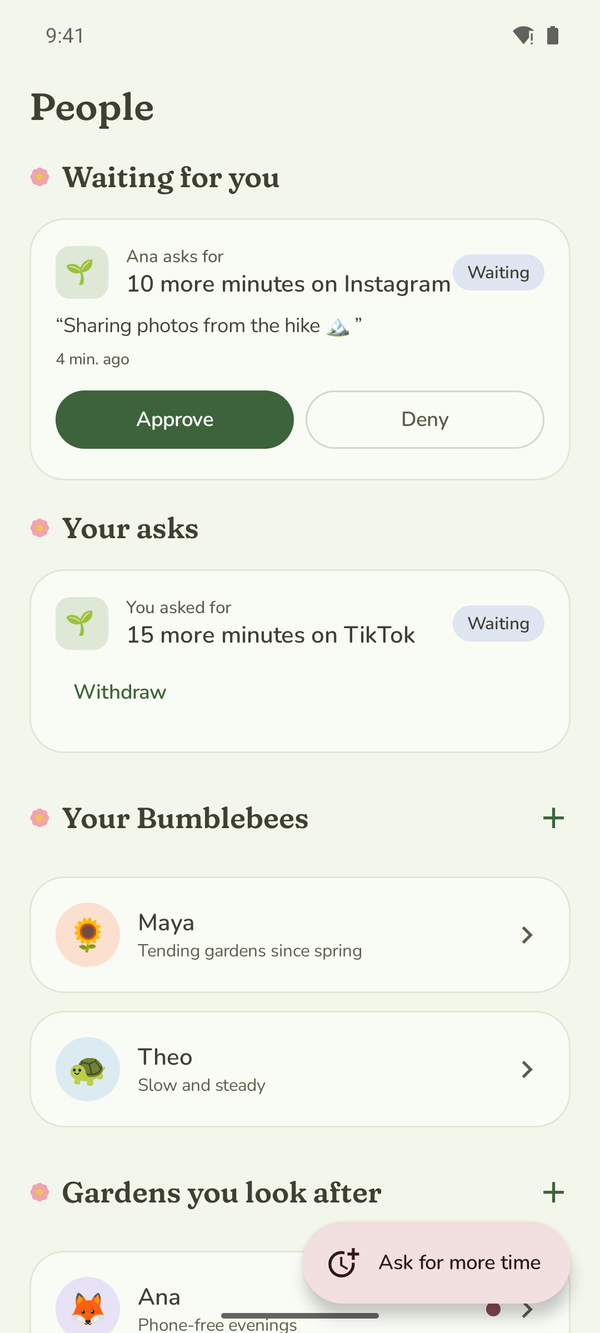 9:41
People
Waiting for you
Ana asks for
10 more minutes on Instagram
Waiting
“Sharing photos from the hike 🏔️ ”
4 min. ago
Approve
Deny
Your asks
You asked for
15 more minutes on TikTok
Waiting
Withdraw
Your Bumblebees
Maya
Tending gardens since spring
Theo
Slow and steady
Gardens you look after
Ask for more time
Ana
Phone-free evenings